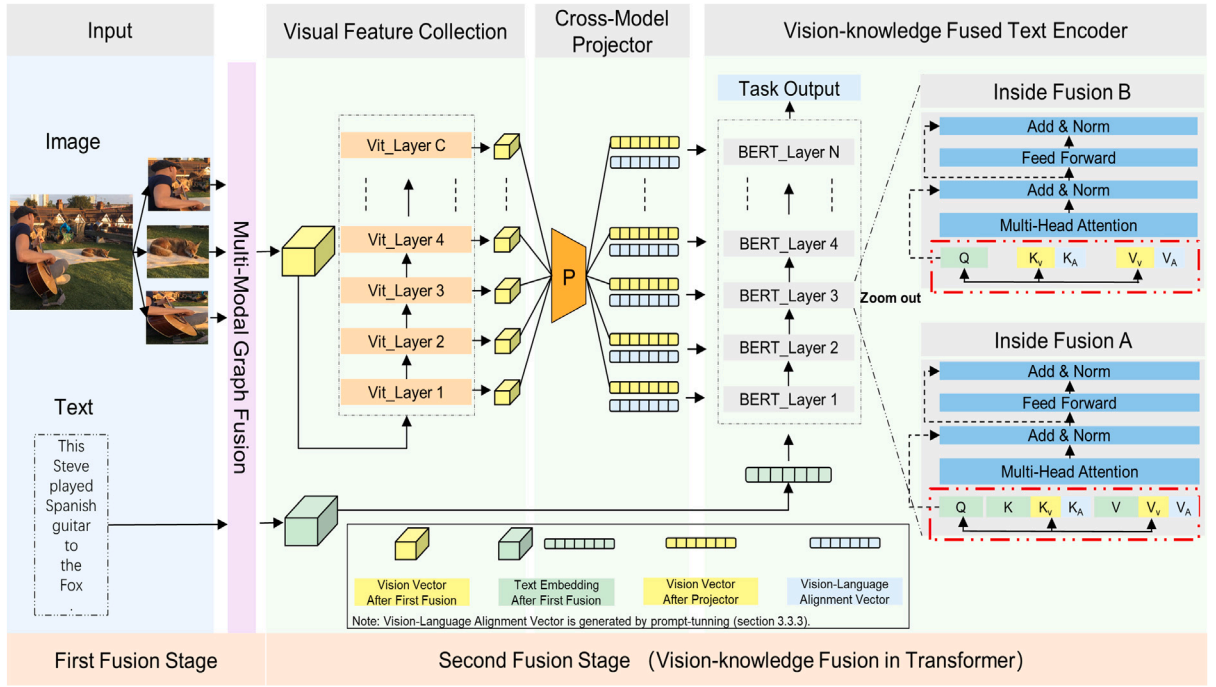 Input
Visual Feature Collection
Cross-Model
Projector
Vision-knowledge Fused Text Encoder
Image
Text
This
Steve
played
Spanish
guitar
to
the
Fox
.
Multi-Modal Graph Fusion
Vit_Layer C
Vit_Layer 4
Vit_Layer 3
Vit_Layer 2
Vit_Layer 1
P
Task Output
BERT_Layer N
BERT_Layer 4
BERT_Layer 3
BERT_Layer 2
BERT_Layer 1
Zoom out
Inside Fusion B
Add & Norm
Feed Forward
Add & Norm
Multi-Head Attention
Q Kv KA Vv VA
Inside Fusion A
Add & Norm
Feed Forward
Add & Norm
Multi-Head Attention
Q K Kv KA V Vv VA
Vision Vector
After First Fusion
Text Embedding
After First Fusion
Vision Vector
After Projector
Vision-Language
Alignment Vector
Note: Vision-Language Alignment Vector is generated by prompt-tunning (section 3.3.3).
First Fusion Stage
Second Fusion Stage （Vision-knowledge Fusion in Transformer）